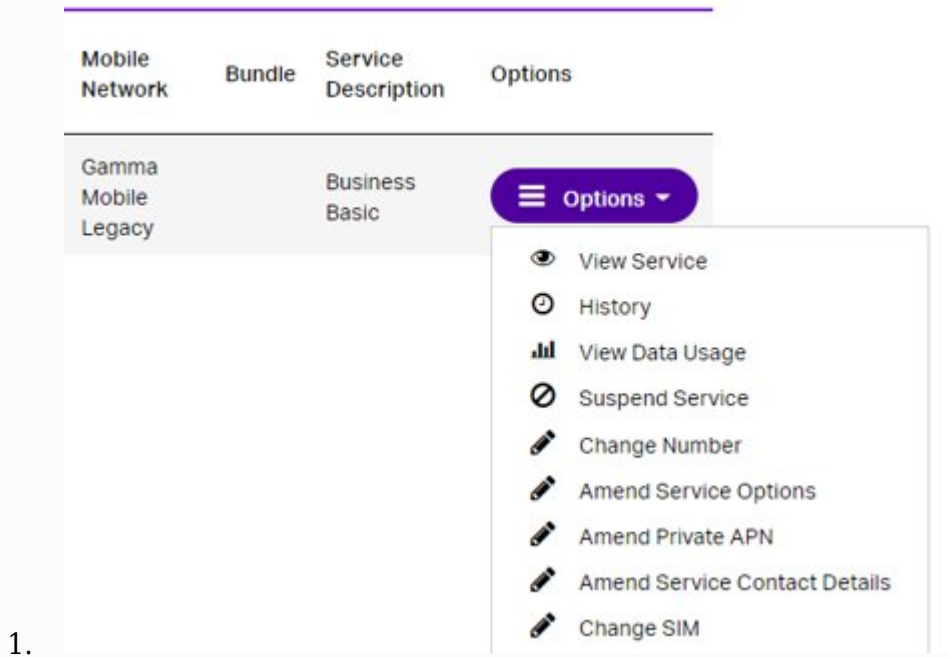 Mobile
Network
Bundle
Service
Description
Options
Gamma
Mobile
Legacy
Business
Basic
Options
View Service
History
View Data Usage
Suspend Service
Change Number
Amend Service Options
Amend Private APN
Amend Service Contact Details
Change SIM
1.